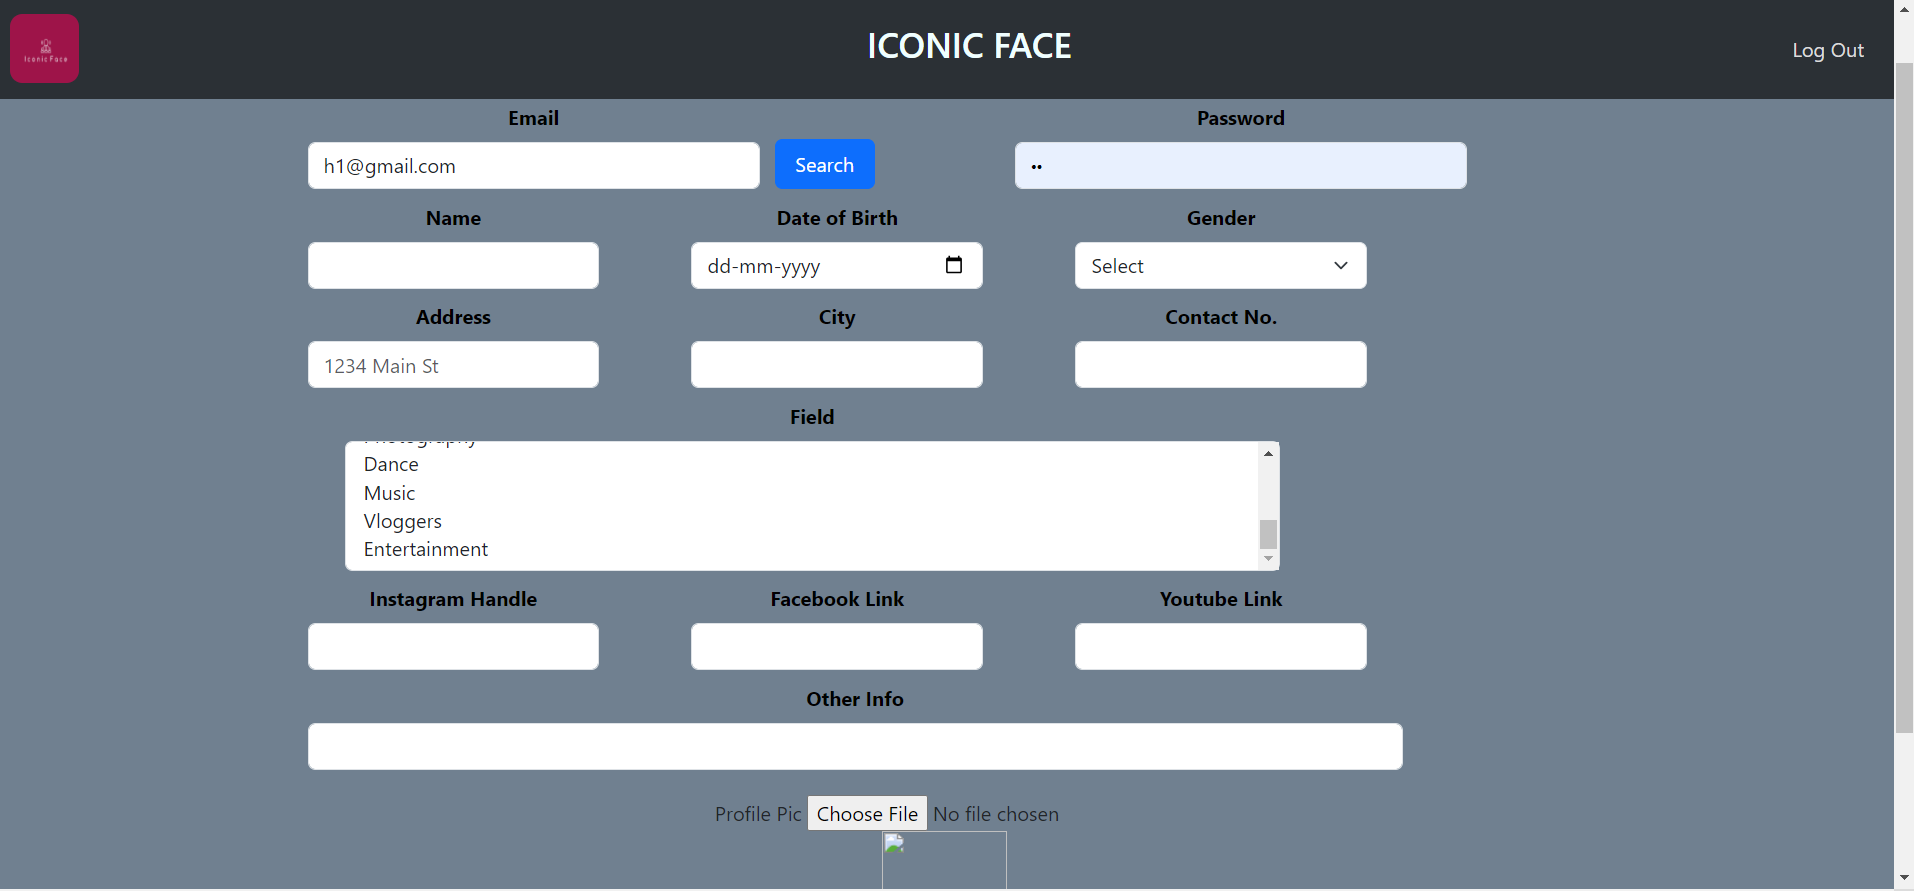 Iconic Face
ICONIC FACE
Log Out
Email
Password
h1@gmail.com
Search
••
Name
Date of Birth
Gender
dd-mm-yyyy
Select
Address
City
Contact No.
1234 Main St
Field
Photography
Dance
Music
Vloggers
Entertainment
Instagram Handle
Facebook Link
Youtube Link
Other Info
Profile Pic Choose File No file chosen